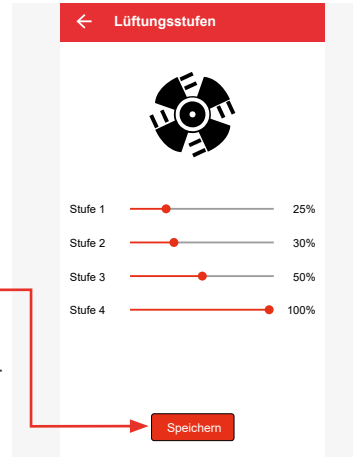 Lüftungsstufen
Stufe 1 25%
Stufe 2 30%
Stufe 3 50%
Stufe 4 100%
Speichern